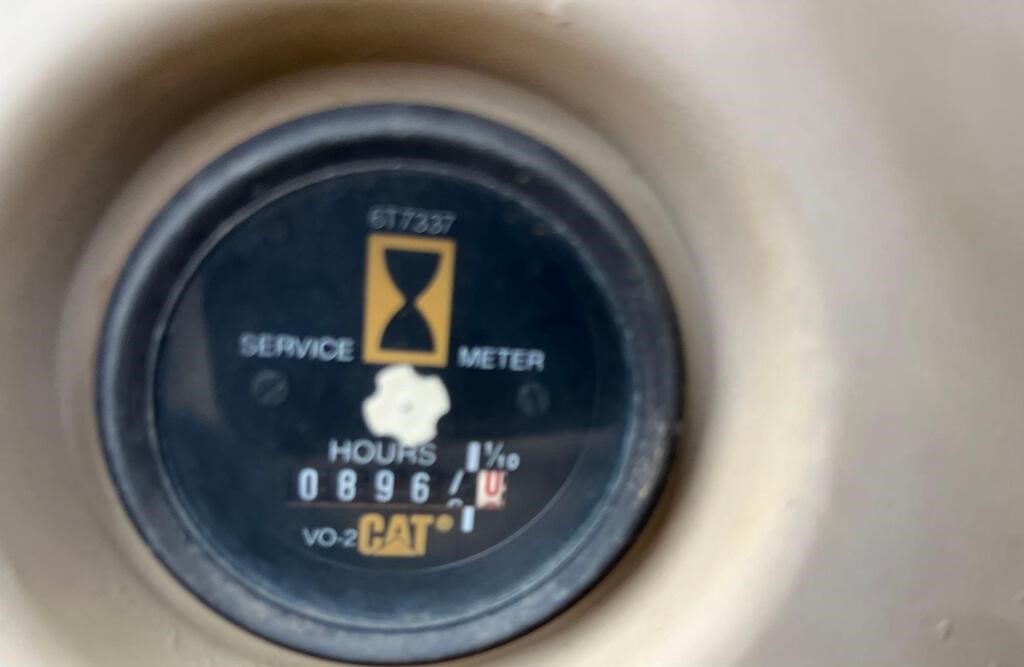 6T7337
SERVICE METER
HOURS 1/10
0896
VO-2 CAT